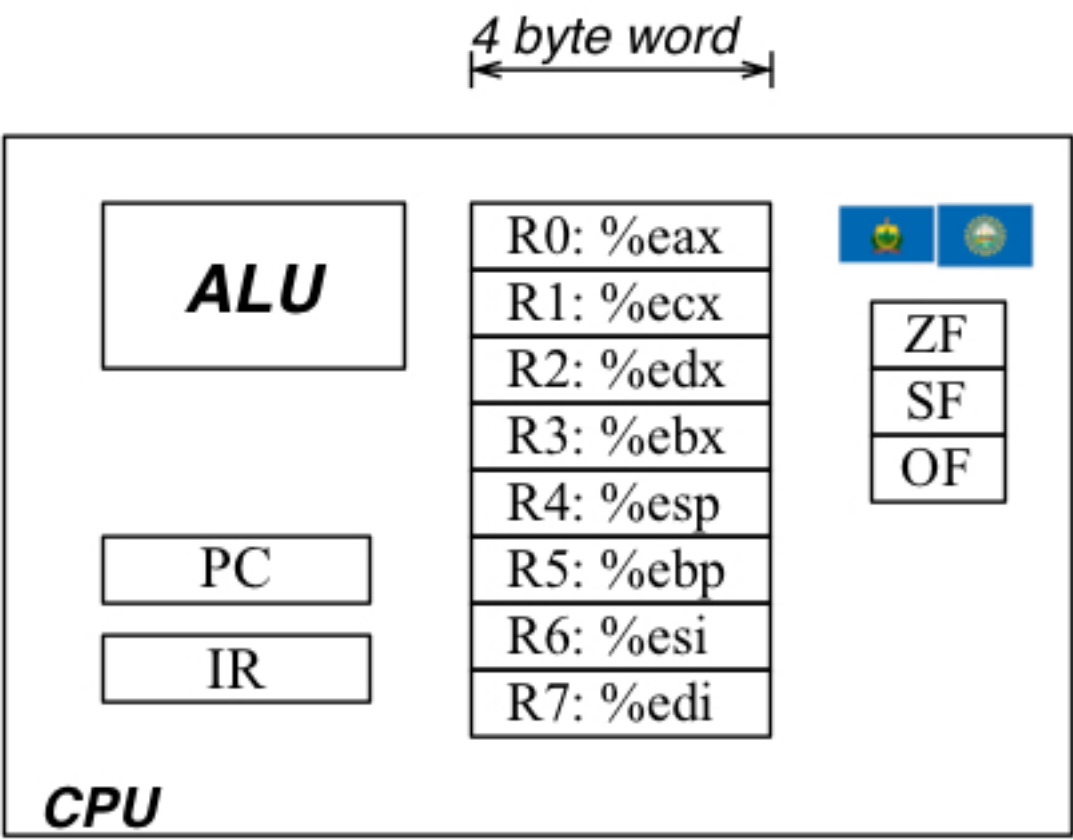 4 byte word
ALU
R0: %eax
R1: %ecx
R2: %edx
R3: %ebx
R4: %esp
R5: %ebp
R6: %esi
R7: %edi
ZF
SF
OF
PC
IR
CPU